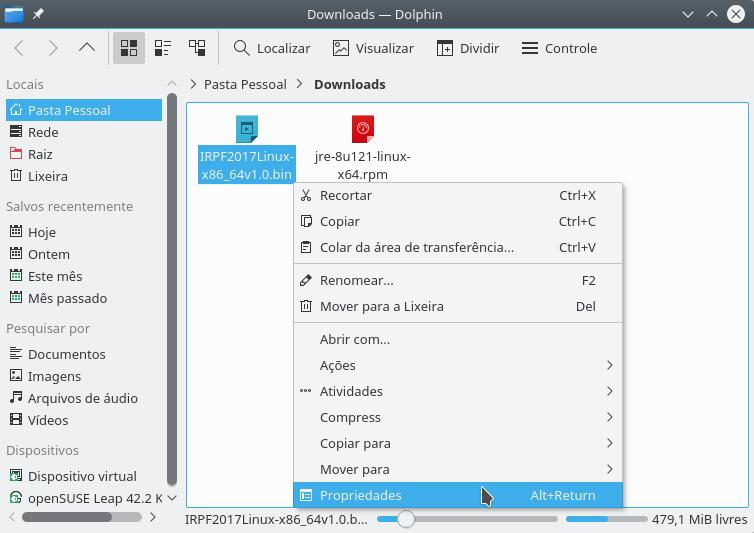 Downloads — Dolphin
Localizar
Visualizar
Dividir
Controle
Locais
Pasta Pessoal
Rede
Raiz
Lixeira
Salvos recentemente
Hoje
Ontem
Este mês
Mês passado
Pesquisar por
Documentos
Imagens
Arquivos de áudio
Vídeos
Dispositivos
Dispositivo virtual
openSUSE Leap 42.2 K
Pasta Pessoal > Downloads
IRPF2017Linux-
x86_64v1.0.bin
jre-8u121-linux-
x64.rpm
Recortar Ctrl+X
Copiar Ctrl+C
Colar da área de transferência... Ctrl+V
Renomear... F2
Mover para a Lixeira Del
Abrir com...
Ações
Atividades
Compress
Copiar para
Mover para
Propriedades Alt+Return
IRPF2017Linux-x86_64v1.0.b...
479,1 MiB livres